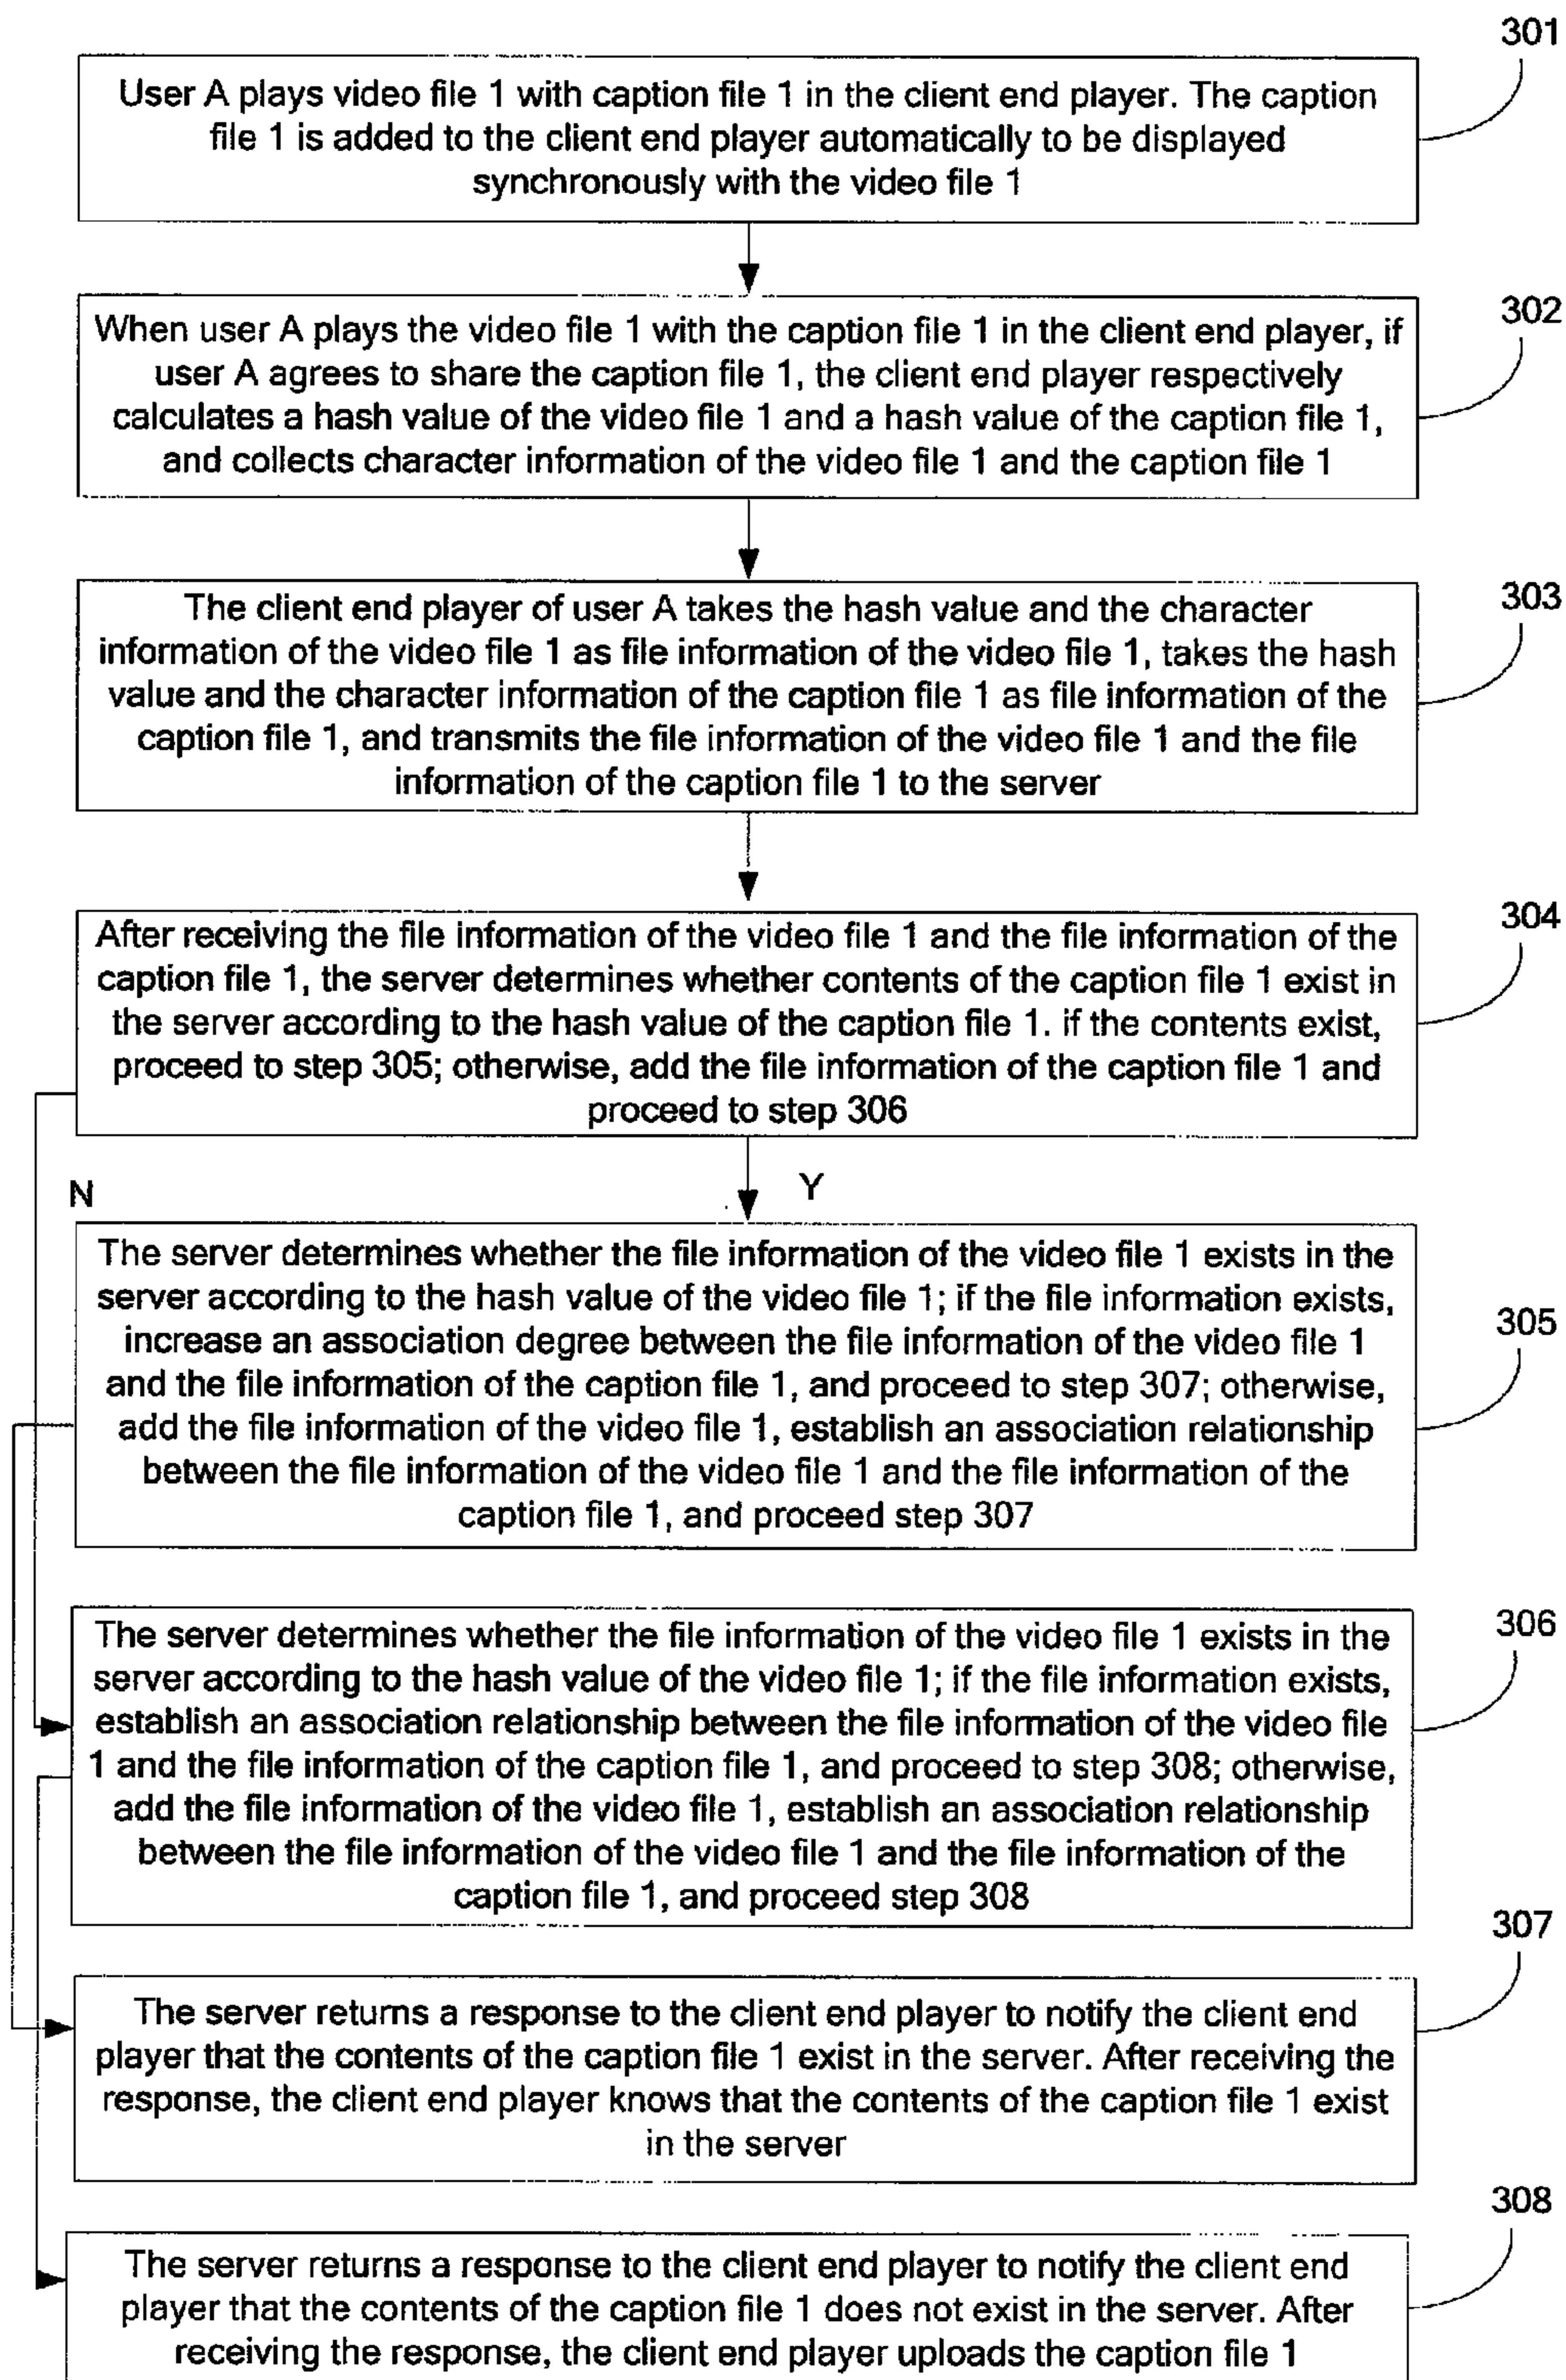 301
User A plays video file 1 with caption file 1 in the client end player. The caption
file 1 is added to the client end player automatically to be displayed
synchronously with the video file 1
302
When user A plays the video file 1 with the caption file 1 in the client end player, if
user A agrees to share the caption file 1, the client end player respectively
calculates a hash value of the video file 1 and a hash value of the caption file 1,
and collects character information of the video file 1 and the caption file 1
303
The client end player of user A takes the hash value and the character
information of the video file 1 as file information of the video file 1, takes the hash
value and the character information of the caption file 1 as file information of the
caption file 1, and transmits the file information of the video file 1 and the file
information of the caption file 1 to the server
304
After receiving the file information of the video file 1 and the file information of the
caption file 1, the server determines whether contents of the caption file 1 exist in
the server according to the hash value of the caption file 1. if the contents exist,
proceed to step 305; otherwise, add the file information of the caption file 1 and
proceed to step 306
N
Y
The server determines whether the file information of the video file 1 exists in the
server according to the hash value of the video file 1; if the file information exists,
increase an association degree between the file information of the video file 1
and the file information of the caption file 1, and proceed to step 307; otherwise,
add the file information of the video file 1, establish an association relationship
between the file information of the video file 1 and the file information of the
caption file 1, and proceed step 307
305
The server determines whether the file information of the video file 1 exists in the
server according to the hash value of the video file 1; if the file information exists,
establish an association relationship between the file information of the video file
1 and the file information of the caption file 1, and proceed to step 308; otherwise,
add the file information of the video file 1, establish an association relationship
between the file information of the video file 1 and the file information of the
caption file 1, and proceed step 308
306
307
The server returns a response to the client end player to notify the client end
player that the contents of the caption file 1 exist in the server. After receiving the
response, the client end player knows that the contents of the caption file 1 exist
in the server
308
The server returns a response to the client end player to notify the client end
player that the contents of the caption file 1 does not exist in the server. After
receiving the response, the client end player uploads the caption file 1